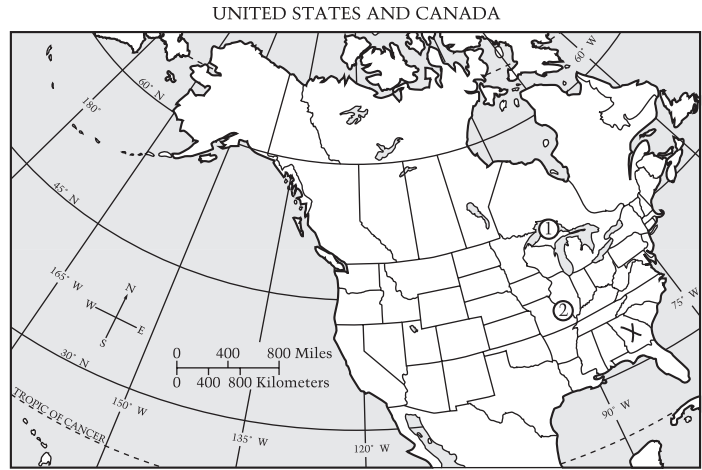 UNITED STATES AND CANADA
60° W
60° N
180°
45° N
165° W
N
W
E
S
1
2
X
75° W
0 400 800 Miles
0 400 800 Kilometers
30° N
TROPIC OF CANCER
150° W
135° W
120° W
90° W